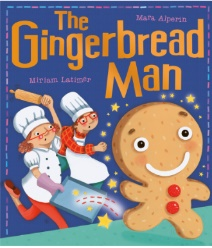 The
Mara Alperin
Gingerbread
Miriam Latimer
Man